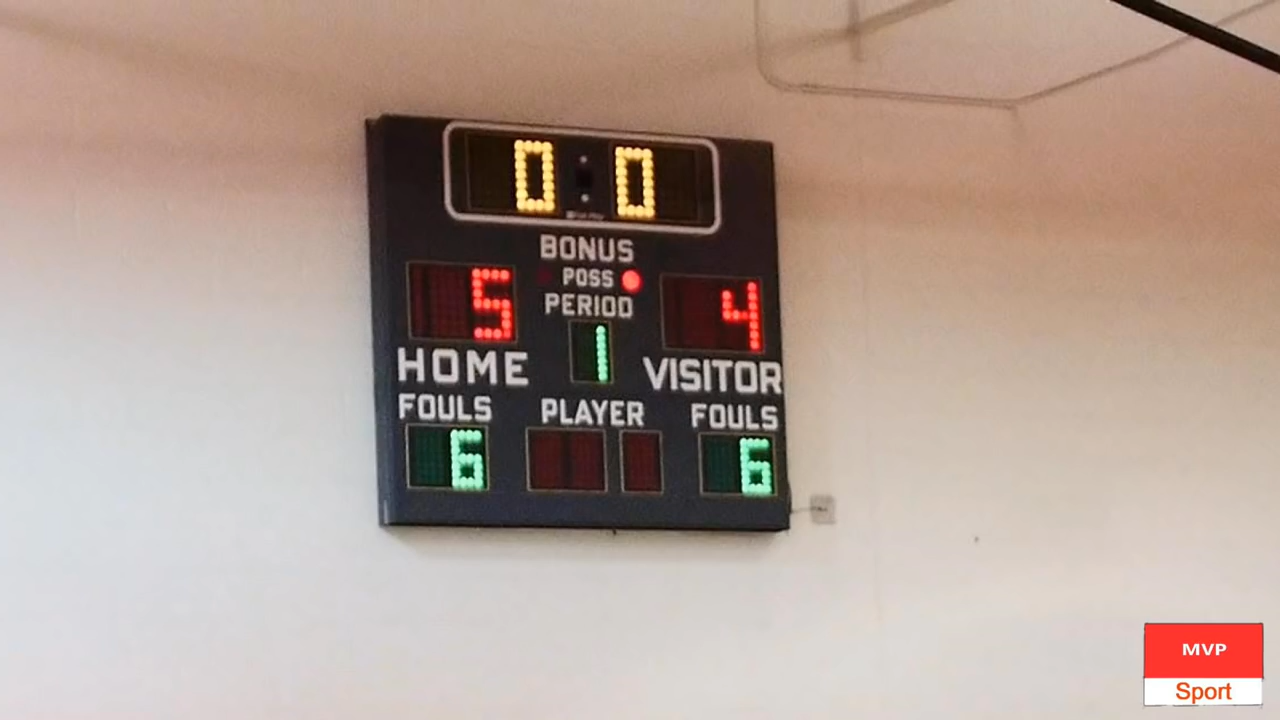 0:0
BONUS
POSS
5 PERIOD 4
1
HOME VISITOR
FOULS PLAYER FOULS
6 6
MVP
Sport